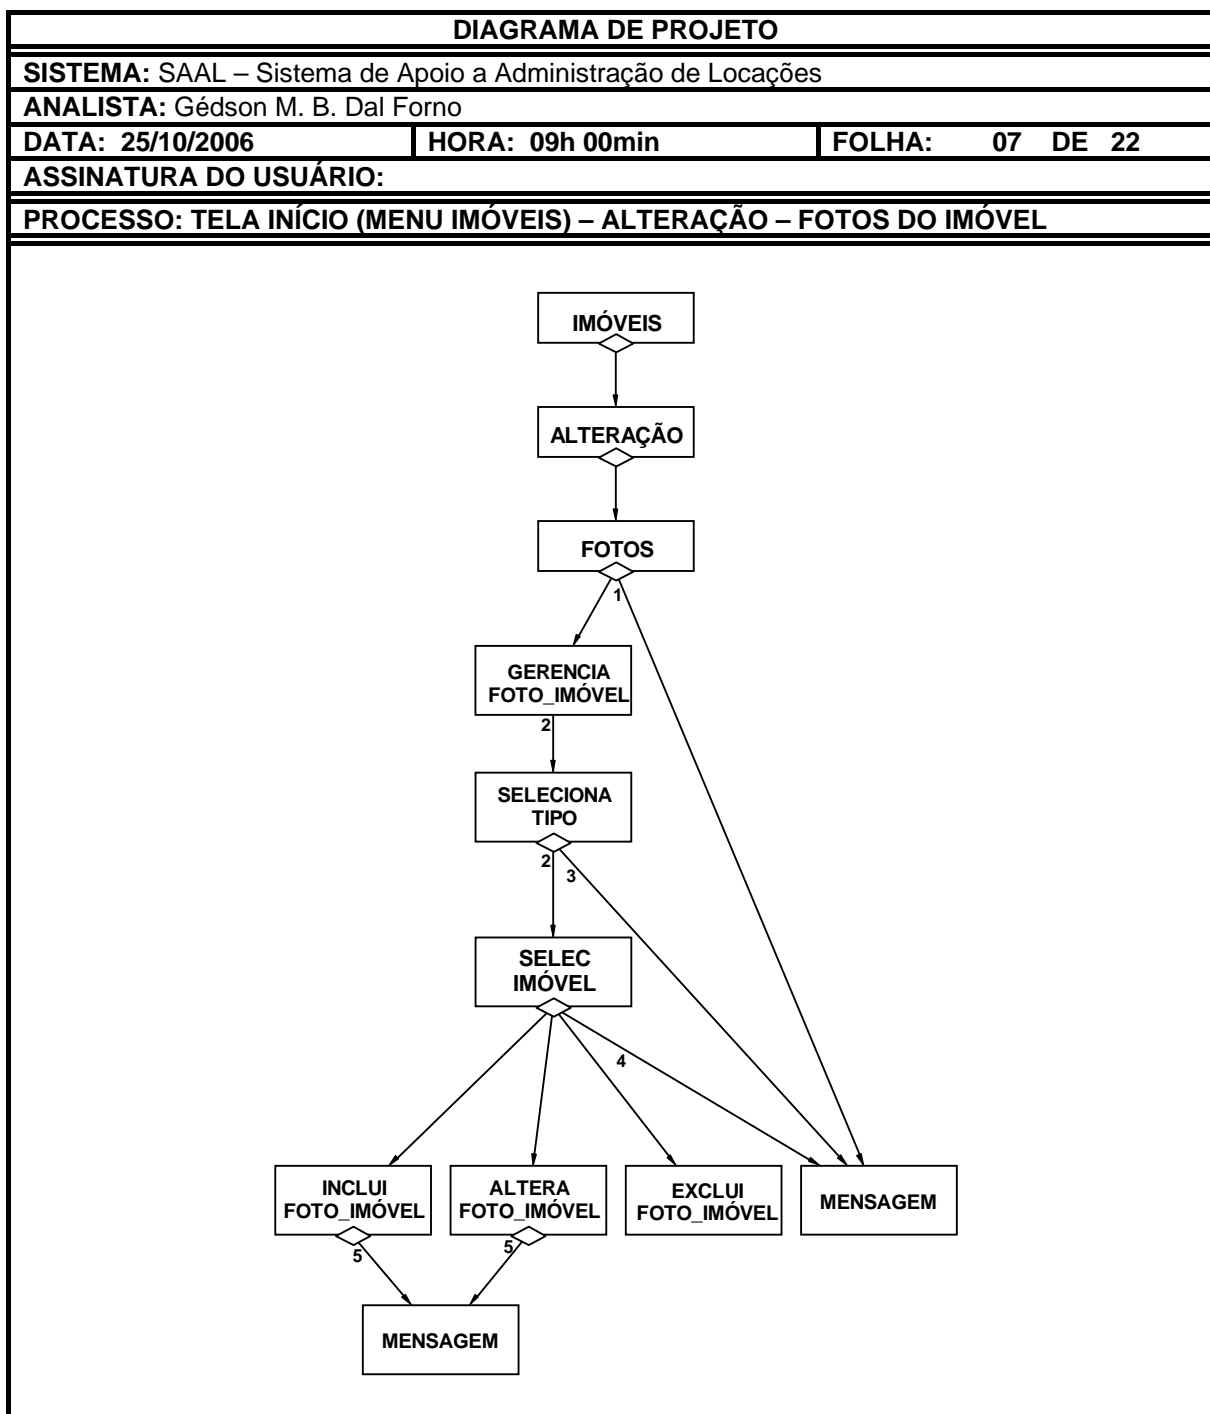 DIAGRAMA DE PROJETO
SISTEMA: SAAL – Sistema de Apoio a Administração de Locações
ANALISTA: Gédson M. B. Dal Forno
DATA: 25/10/2006 HORA: 09h 00min FOLHA: 07 DE 22
ASSINATURA DO USUÁRIO:
PROCESSO: TELA INÍCIO (MENU IMÓVEIS) – ALTERAÇÃO – FOTOS DO IMÓVEL
IMÓVEIS
ALTERAÇÃO
FOTOS
1
GERENCIA
FOTO_IMÓVEL
2
SELECIONA
TIPO
2
3
SELEC
IMÓVEL
4
INCLUI
FOTO_IMÓVEL
ALTERA
FOTO_IMÓVEL
EXCLUI
FOTO_IMÓVEL
MENSAGEM
5
5
MENSAGEM